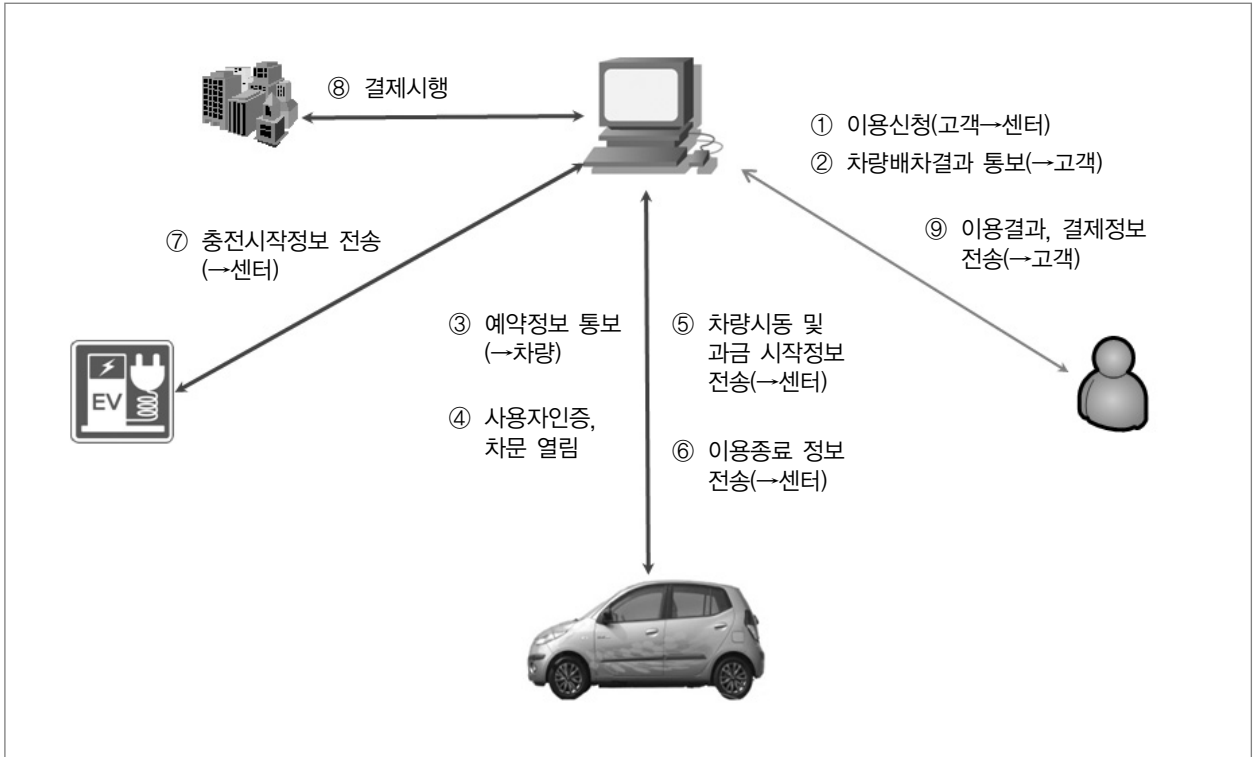 ⑧ 결제시행
① 이용신청(고객→센터)
② 차량배차결과 통보(→고객)
⑨ 이용결과, 결제정보
전송(→고객)
⑦ 충전시작정보 전송
(→센터)
③ 예약정보 통보
(→차량)
④ 사용자인증,
차문 열림
⑤ 차량시동 및
과금 시작정보
전송(→센터)
⑥ 이용종료 정보
전송(→센터)
EV